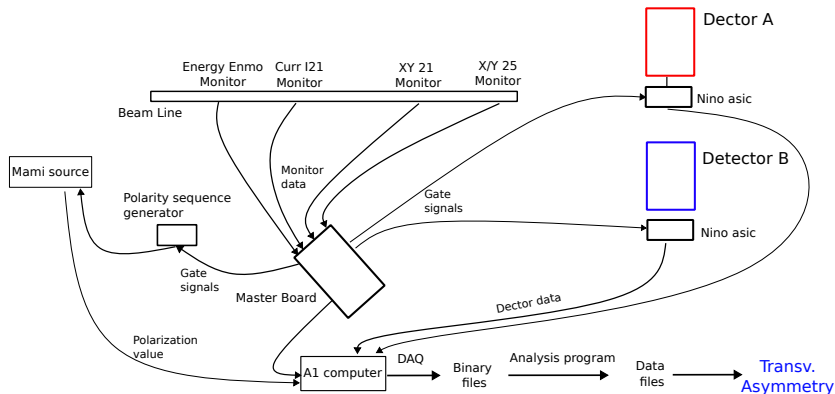 Dector A
Energy Enmo
Monitor
Curr I21
Monitor
XY 21
Monitor
X/Y 25
Monitor
Nino asic
Beam Line
Detector B
Mami source
Monitor
data
Polarity sequence
generator
Gate
signals
Nino asic
Gate
signals
Master Board
Dector data
Polarization
value
A1 computer
DAQ
Binary
files
Analysis program
Data
files
Transv.
Asymmetry